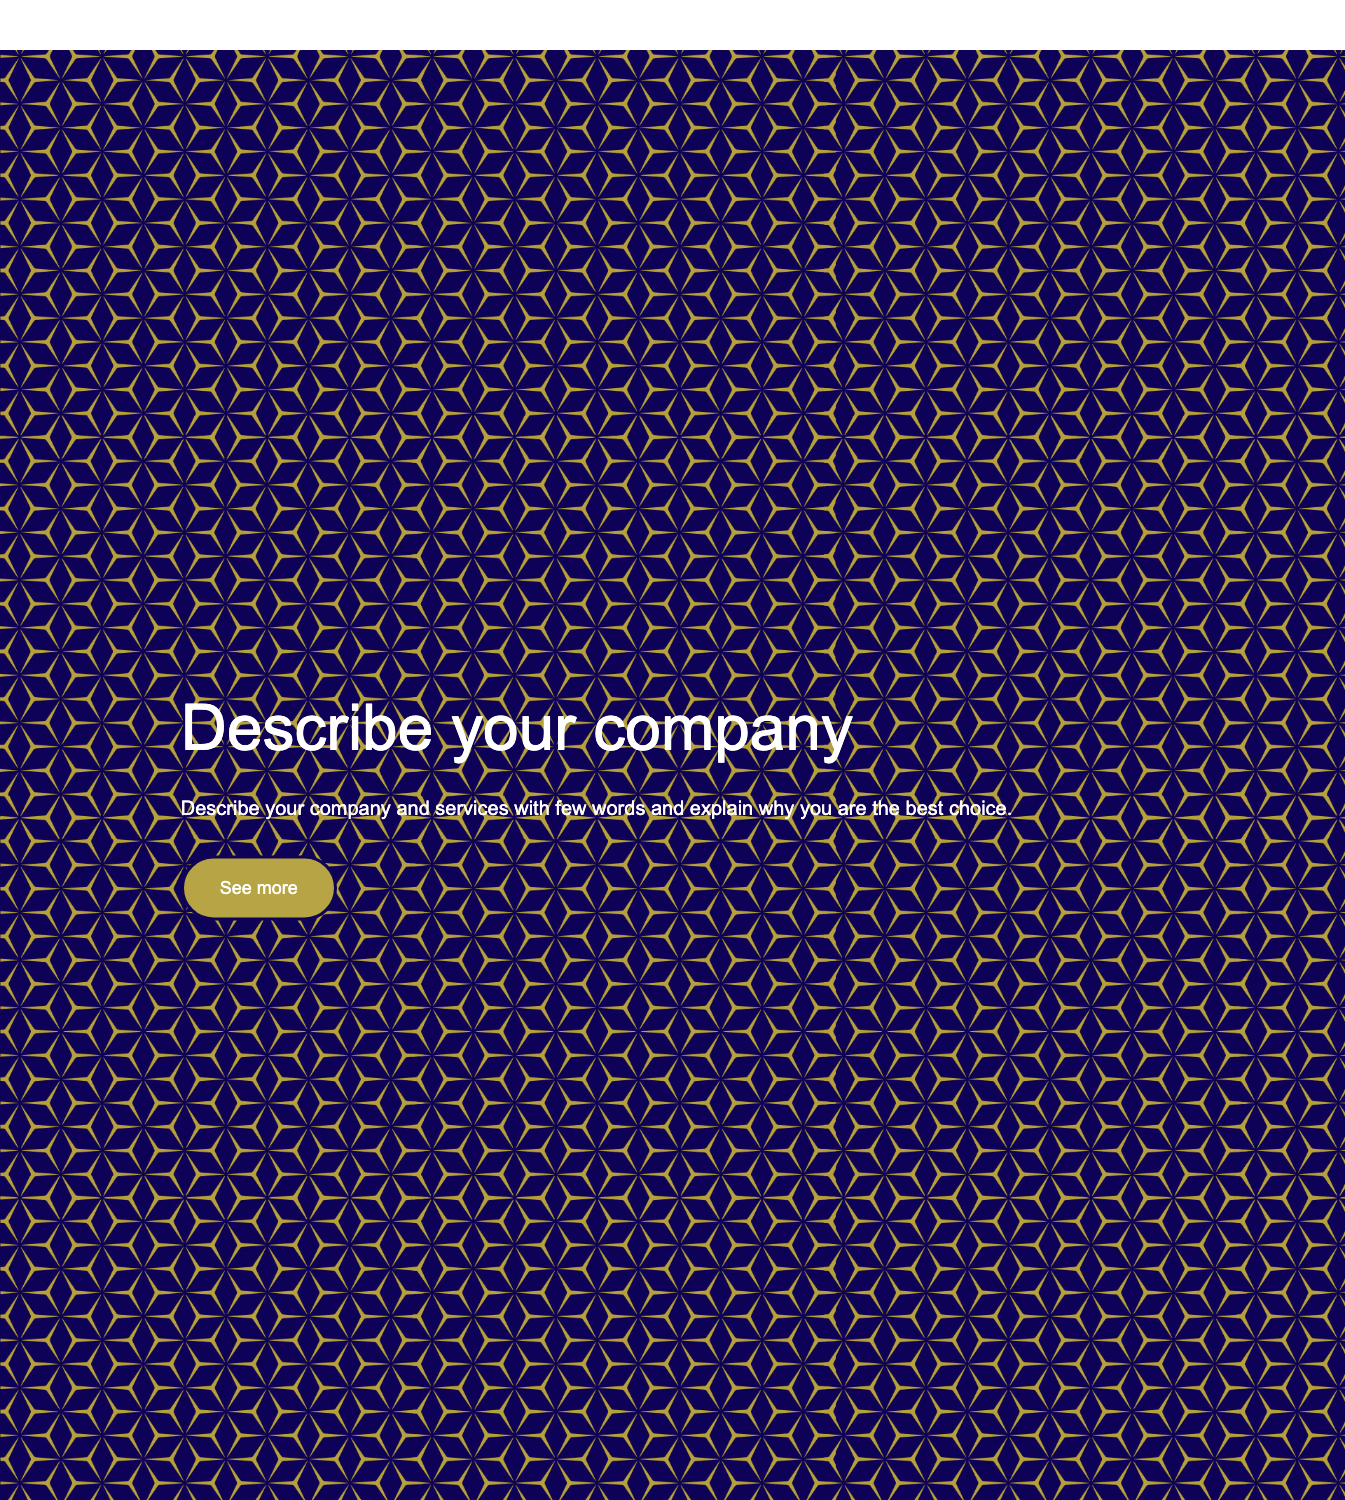 Describe your company
Describe your company and services with few words and explain why you are the best choice.
See more